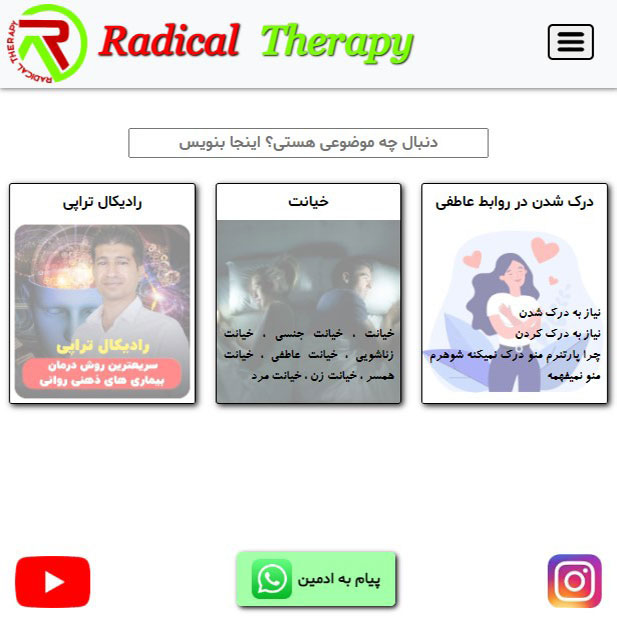 RADICAL THERAPY
Radical Therapy
دنبال چه موضوعی هستی؟ اینجا بنویس
درک شدن در روابط عاطفی
نیاز به درک شدن
نیاز به درک کردن
چرا پارتنرم منو درک نمیکنه شوهرم
منو نمیفهمه
خیانت
خیانت ، خیانت جنسی ، خیانت
زناشویی ، خیانت عاطفی ، خیانت
همسر ، خیانت زن ، خیانت مرد
رادیکال تراپی
رادیکال تراپی
سریعترین روش درمان
بیماری های ذهنی روانی
پیام به ادمین